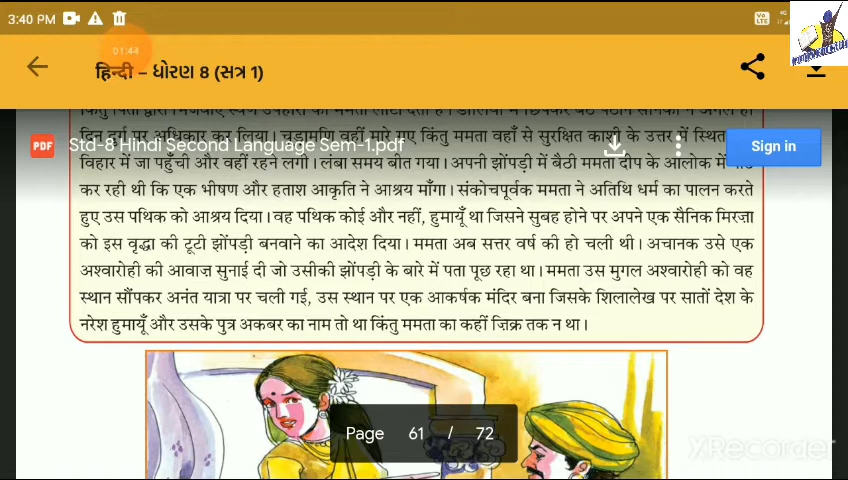 3:40 PM
VO LTE
01:44
हिन्दी – ધોરણ 8 (સત્ર 1)
दिन दुर्ग पर अधिकार कर लिया। चूड़ामणि वहीं मारे गए किंतु ममता वहाँ से सुरक्षित काशी के उत्तर में स्थित
PDF Std-8 Hindi Second Language Sem-1.pdf
Sign in
विहार में जा पहुँची और वहीं रहने लगी। लंबा समय बीत गया। अपनी झोंपड़ी में बैठी ममता दीप के आलोक में पाठ
कर रही थी कि एक भीषण और हताश आकृति ने आश्रय माँगा। संकोचपूर्वक ममता ने अतिथि धर्म का पालन करते
हुए उस पथिक को आश्रय दिया। वह पथिक कोई और नहीं, हुमायूँ था जिसने सुबह होने पर अपने एक सैनिक मिरज़ा
को इस वृद्धा की टूटी झोंपड़ी बनवाने का आदेश दिया। ममता अब सत्तर वर्ष की हो चली थी। अचानक उसे एक
अश्वारोही की आवाज़ सुनाई दी जो उसीकी झोंपड़ी के बारे में पता पूछ रहा था। ममता उस मुगल अश्वारोही को वह
स्थान सौंपकर अनंत यात्रा पर चली गई, उस स्थान पर एक आकर्षक मंदिर बना जिसके शिलालेख पर सातों देश के
नरेश हुमायूँ और उसके पुत्र अकबर का नाम तो था किंतु ममता का कहीं ज़िक्र तक न था।
Page 61 / 72
XRecorder